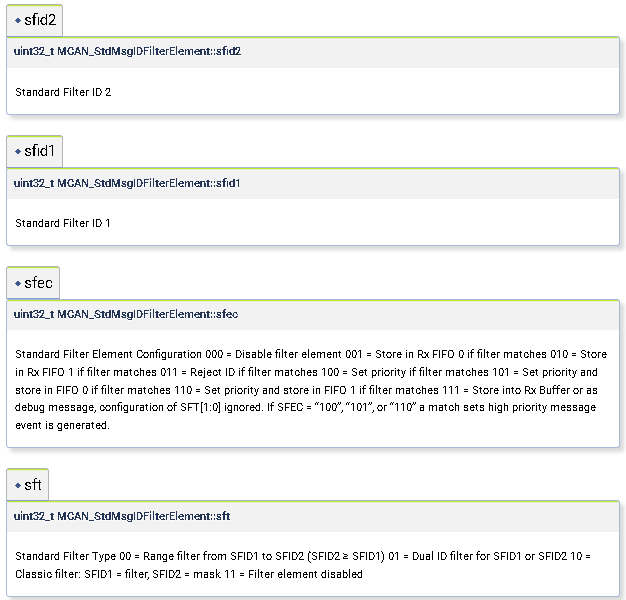 sfid2
uint32_t MCAN_StdMsgIDFilterElement::sfid2
Standard Filter ID 2
sfid1
uint32_t MCAN_StdMsgIDFilterElement::sfid1
Standard Filter ID 1
sfec
uint32_t MCAN_StdMsgIDFilterElement::sfec
Standard Filter Element Configuration 000 = Disable filter element 001 = Store in Rx FIFO 0 if filter matches 010 = Store
in Rx FIFO 1 if filter matches 011 = Reject ID if filter matches 100 = Set priority if filter matches 101 = Set priority and
store in FIFO 0 if filter matches 110 = Set priority and store in FIFO 1 if filter matches 111 = Store into Rx Buffer or as
debug message, configuration of SFT[1:0] ignored. If SFEC = “100”, “101”, or “110” a match sets high priority message
event is generated.
sft
uint32_t MCAN_StdMsgIDFilterElement::sft
Standard Filter Type 00 = Range filter from SFID1 to SFID2 (SFID2 ≥ SFID1) 01 = Dual ID filter for SFID1 or SFID2 10 =
Classic filter: SFID1 = filter, SFID2 = mask 11 = Filter element disabled